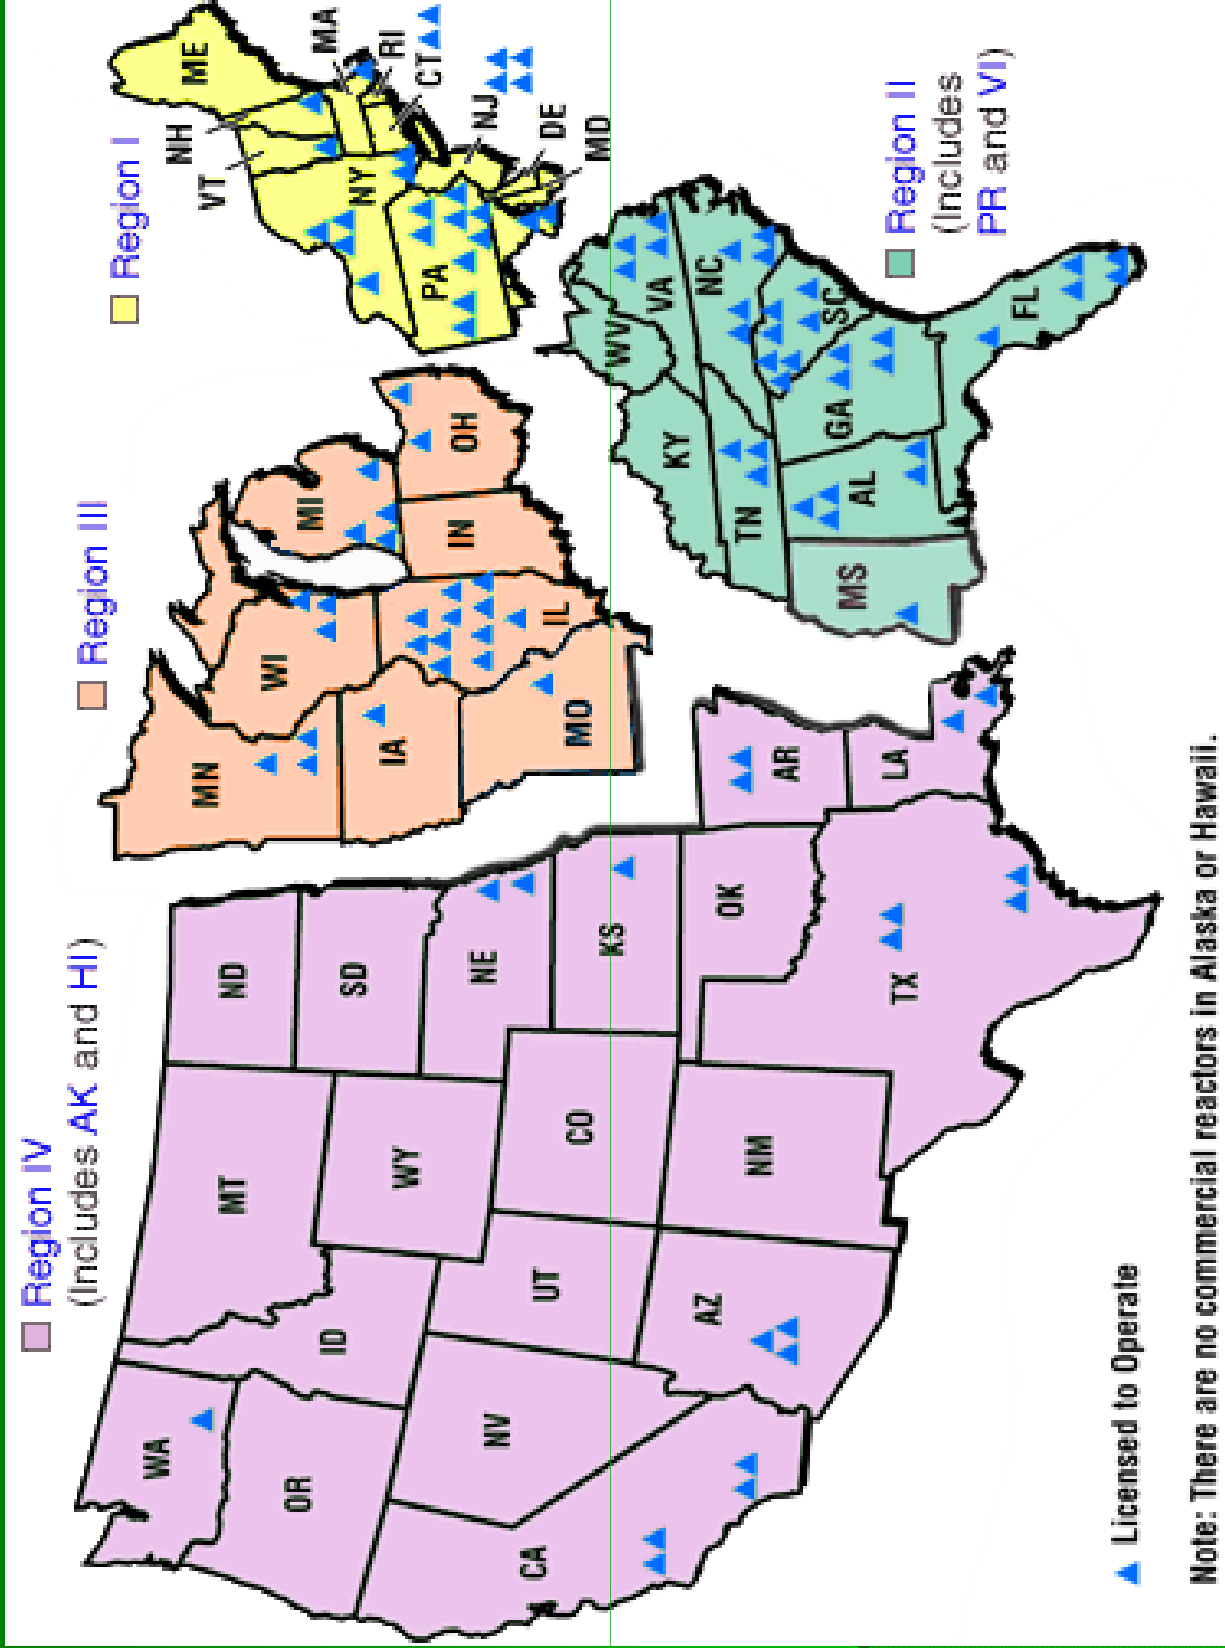 Region IV
(Includes AK and HI)
Region III
Region I
Region II
(Includes
PR and VI)
WA
OR
CA
NV
ID
MT
WY
UT
AZ
CO
NM
ND
SD
NE
KS
OK
TX
AR
LA
MN
WI
IA
MO
MI
IL
IN
OH
ME
NH
VT
MA
RI
CT
NY
NJ
PA
DE
MD
WV
VA
KY
NC
TN
SC
MS
AL
GA
FL
Licensed to Operate
Note: There are no commercial reactors in Alaska or Hawaii.